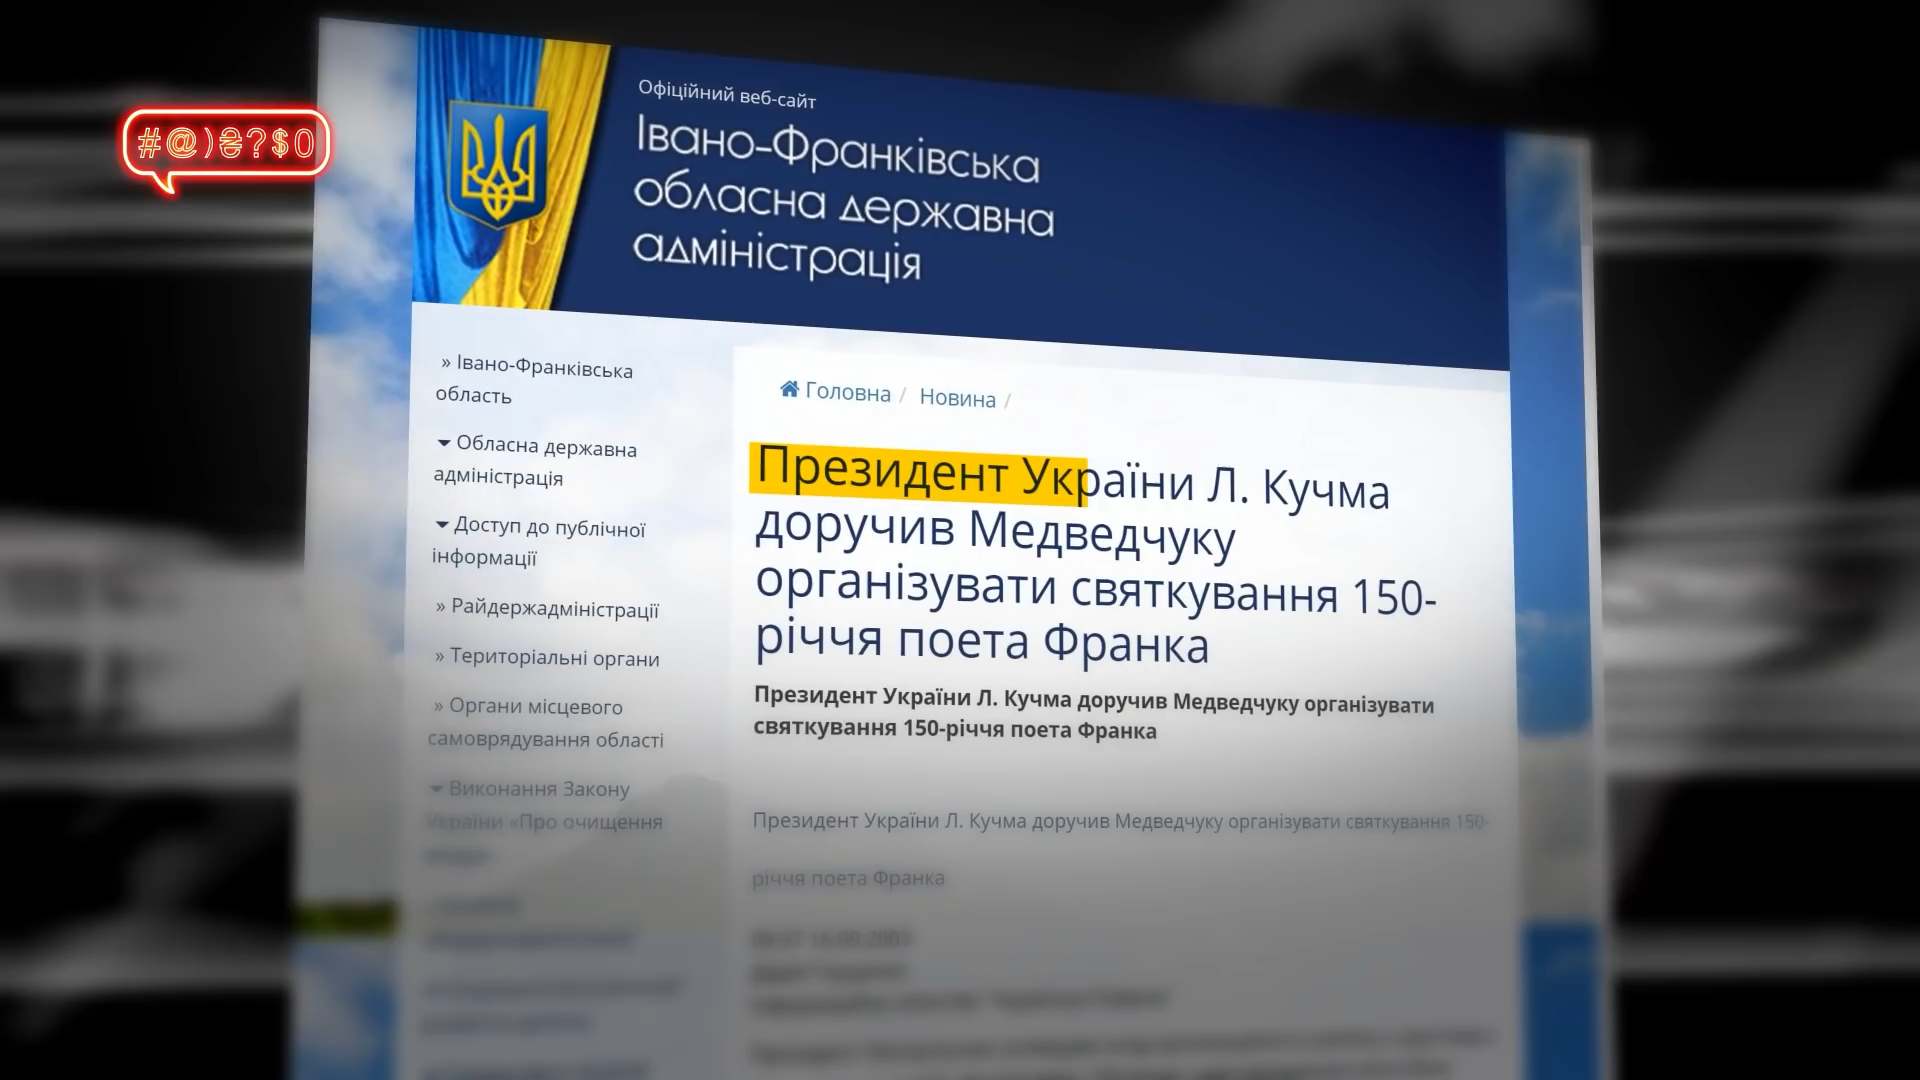 #@)₴?$0
Офіційний веб-сайт
Івано-Франківська
обласна державна
адміністрація
» Івано-Франківська
область
Обласна державна
адміністрація
Доступ до публічної
інформації
» Райдержадміністрації
» Територіальні органи
» Органи місцевого
самоврядування області
Виконання Закону
України «Про очищення
Головна / Новина /
Президент України Л. Кучма
доручив Медведчуку
організувати святкування 150-
річчя поета Франка
Президент України Л. Кучма доручив Медведчуку організувати
святкування 150-річчя поета Франка
Президент України Л. Кучма доручив Медведчуку організувати святкування 150-
річчя поета Франка